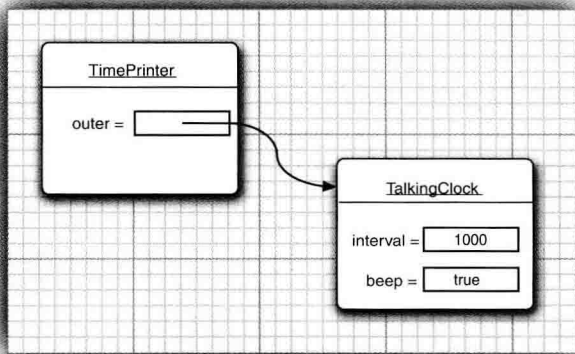 TimePrinter
outer =
TalkingClock
interval = 1000
beep = true